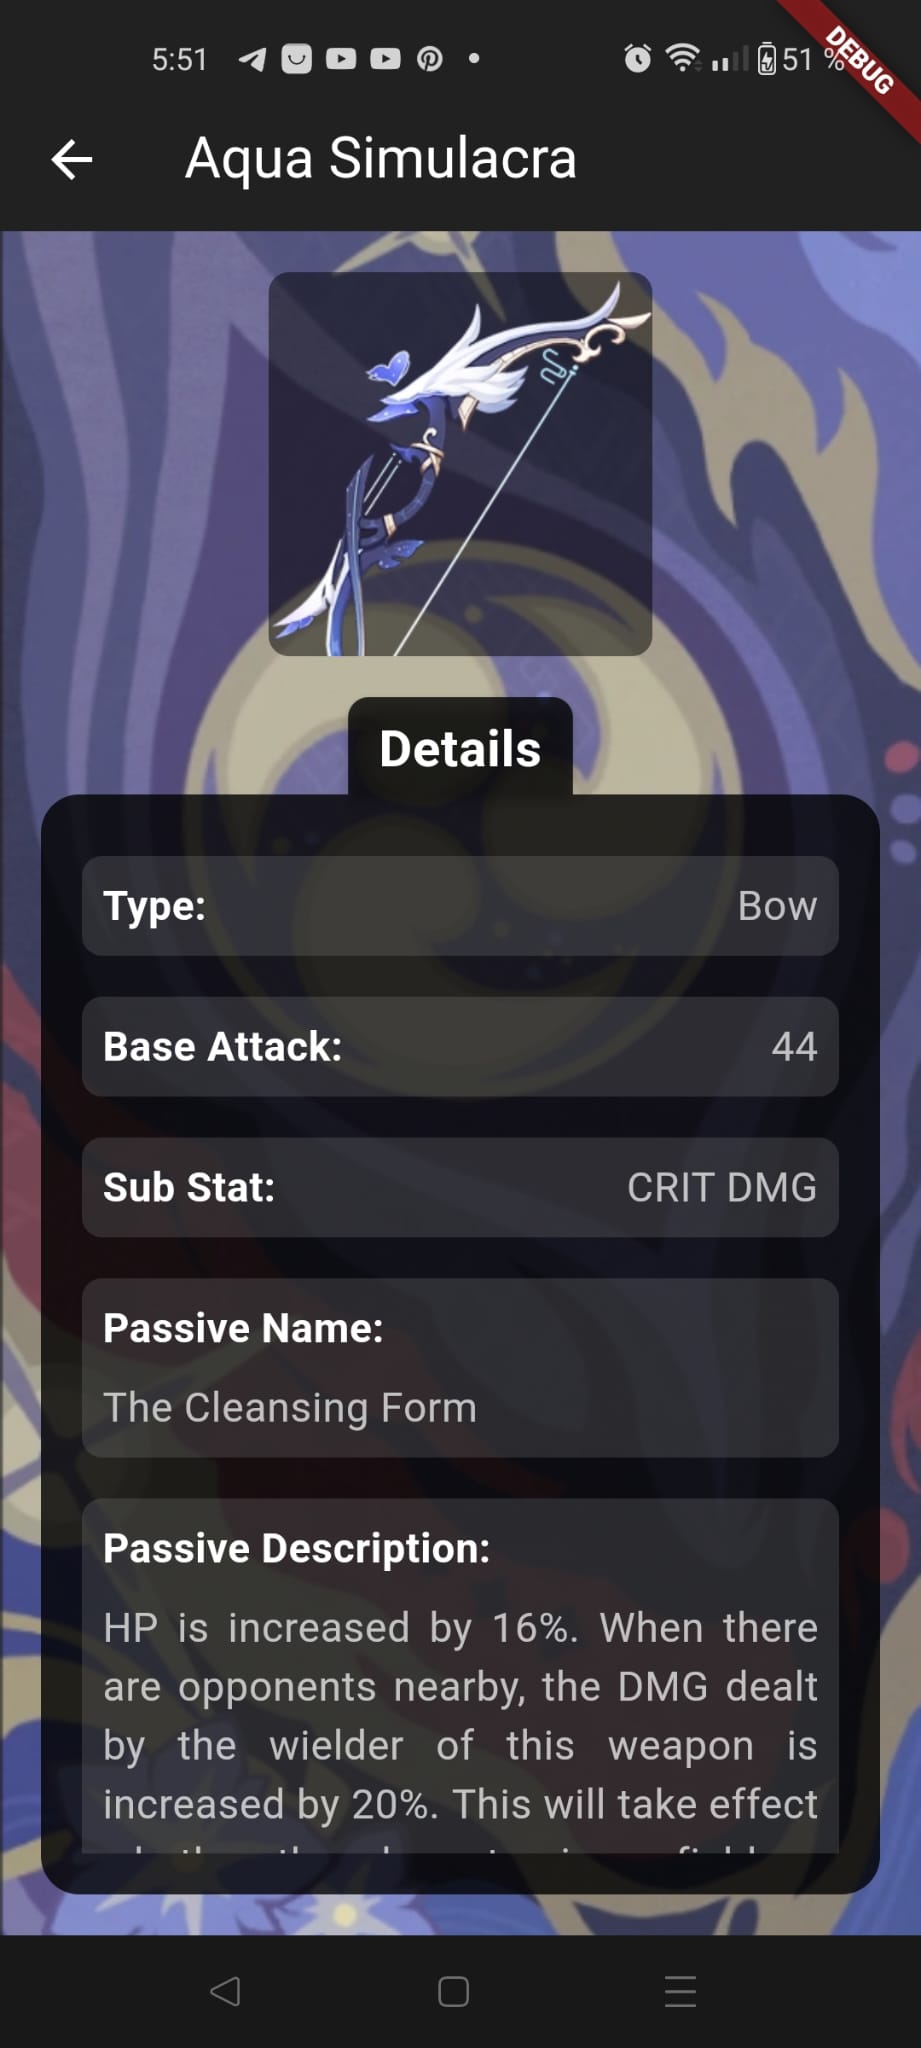 5:51
51 %
DEBUG
Aqua Simulacra
Details
Type: Bow
Base Attack: 44
Sub Stat: CRIT DMG
Passive Name:
The Cleansing Form
Passive Description:
HP is increased by 16%. When there
are opponents nearby, the DMG dealt
by the wielder of this weapon is
increased by 20%. This will take effect